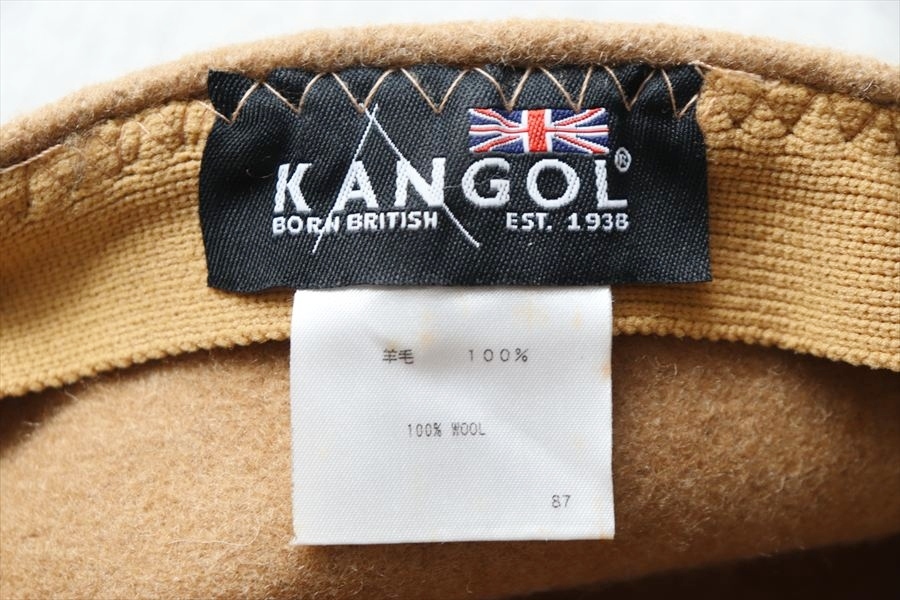 KANGOL®
BORN BRITISH EST. 1938
羊毛 100%
100% WOOL
87